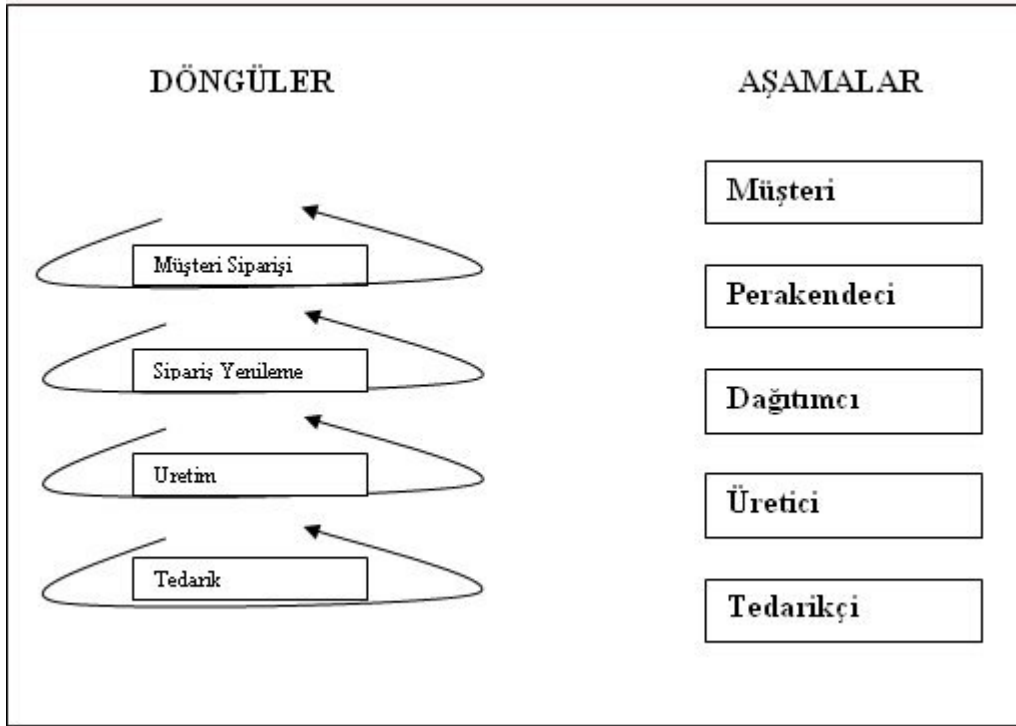 DÖNGÜLER
AŞAMALAR
Müşteri
Müşteri Siparişi
Perakendeci
Sipariş Yenileme
Dağıtımcı
Uretim
Üretici
Tedarik
Tedarikçi